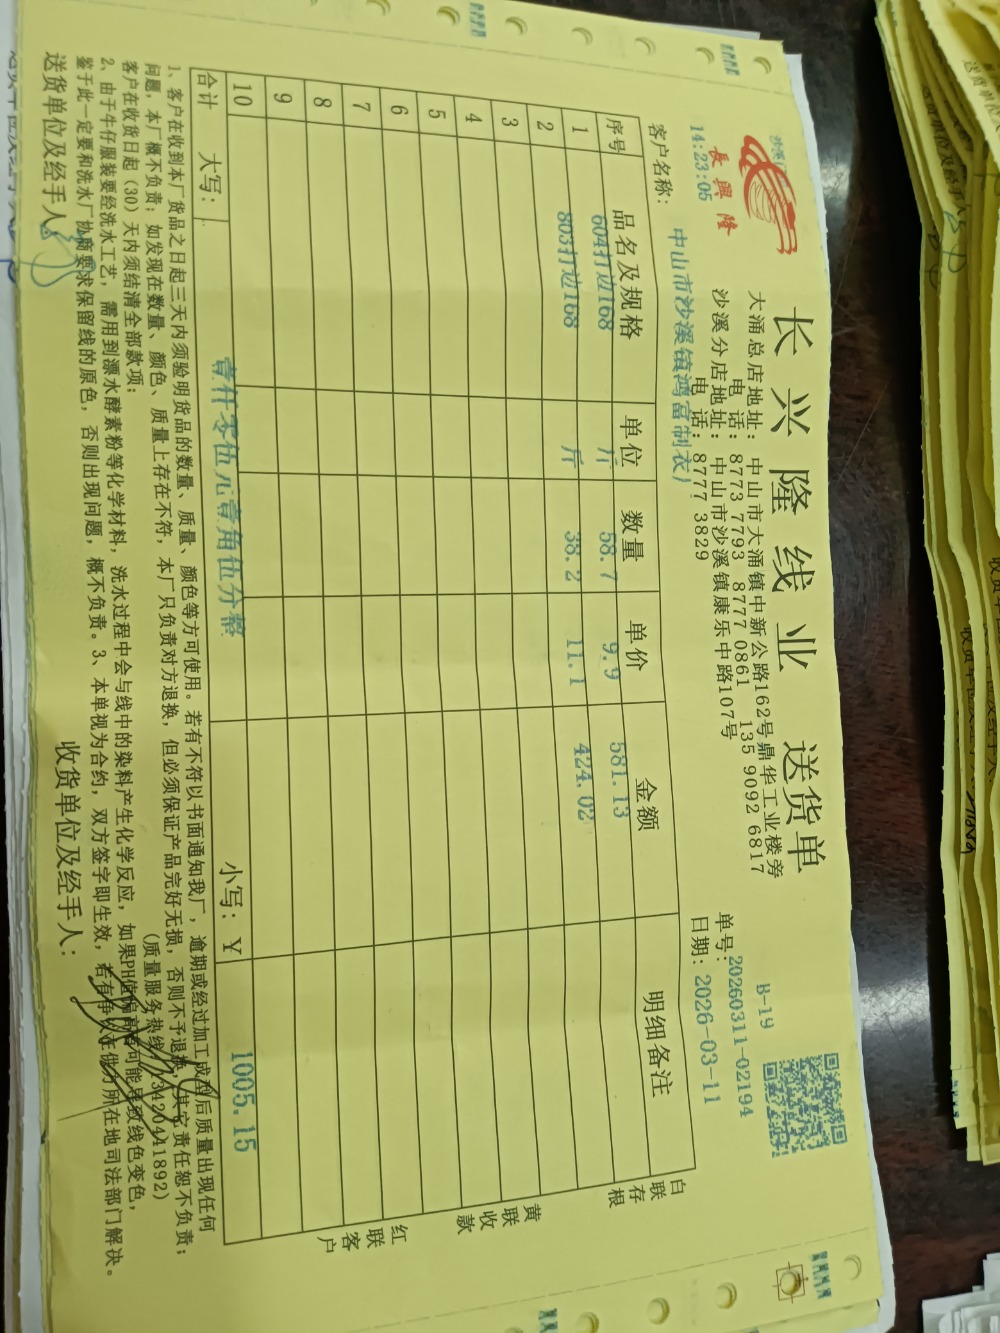 长兴隆线业 送货单
沙溪
長興隆
大涌总店地址：中山市大涌镇中新公路162号鼎华工业楼旁
电话：8773 7793 8777 0861 135 9092 6817
沙溪分店地址：中山市沙溪镇康乐中路107号
电话：8777 3829
B-19
14:23:05
单号：20260311-02194
客户名称：中山市沙溪镇鸿富制衣厂
日期：2026-03-11
序号 品名及规格 单位 数量 单价 金额 明细备注
1 604打边168 斤 58.7 9.9 581.13
2 803打边168 斤 38.2 11.1 424.02
3
4
5
6
7
8
9
10
合计 大写：壹仟零伍元壹角伍分整 小写：Y 1005.15
白联存根
黄联收款
红联客户
1、客户在收到本厂货品之日起三天内须验明货品的数量、质量、颜色等方可使用。若有不符以书面通知我厂，逾期或经过加工成型后质量出现任何
问题，本厂概不负责；如发现在数量、颜色、质量上存在不符，本厂只负责对方退换，但必须保证产品完好无损，否则不予退换，其它责任恕不负责；
客户在收货日起（30）天内须结清全部款项；（质量服务热线：13420441892）
2、由于牛仔服装要经洗水工艺，需用到漂水酵素粉等化学材料，洗水过程中会与线中的染料产生化学反应，如果PH值偏高者可能导致线色变色，
鉴于此一定要和洗水厂协商要求保留线的原色，否则出现问题，概不负责。3、本单视为合约，双方签字即生效，若有争议在供方所在地司法部门解决。
送货单位及经手人：
收货单位及经手人：